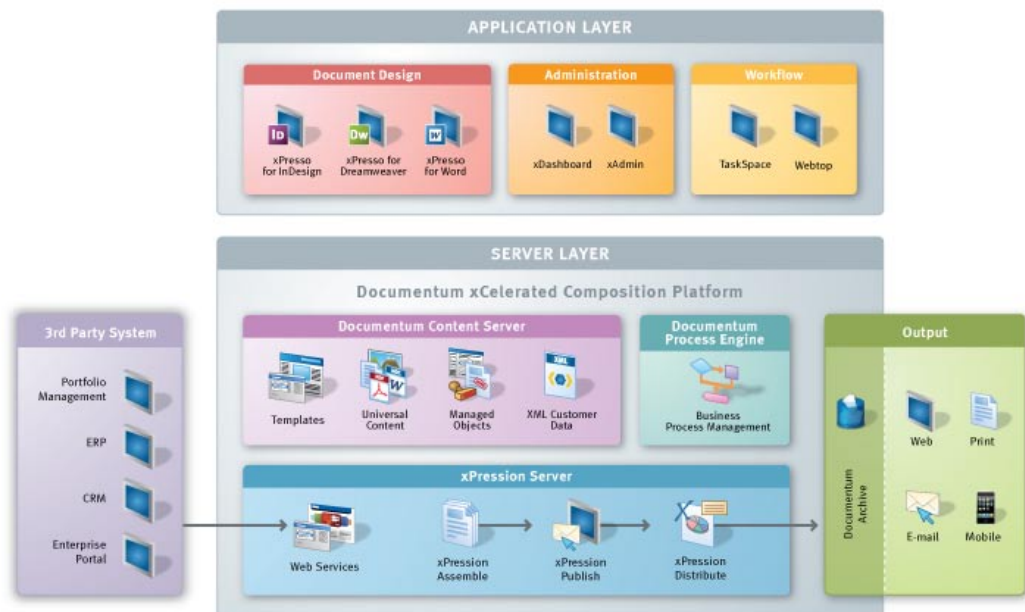 APPLICATION LAYER
Document Design
Id
xPresso
for InDesign
Dw
xPresso for
Dreamweaver
W
xPresso
for Word
Administration
xDashboard
xAdmin
Workflow
TaskSpace
Webtop
SERVER LAYER
Documentum xCelerated Composition Platform
3rd Party System
Portfolio
Management
ERP
CRM
Enterprise
Portal
Documentum Content Server
Templates
W
Universal
Content
Managed
Objects
XML
XML Customer
Data
Documentum
Process Engine
Business
Process Management
xPression Server
Web Services
xPression
Assemble
xPression
Publish
X
xPression
Distribute
Output
Documentum
Archive
Web
Print
E-mail
Mobile